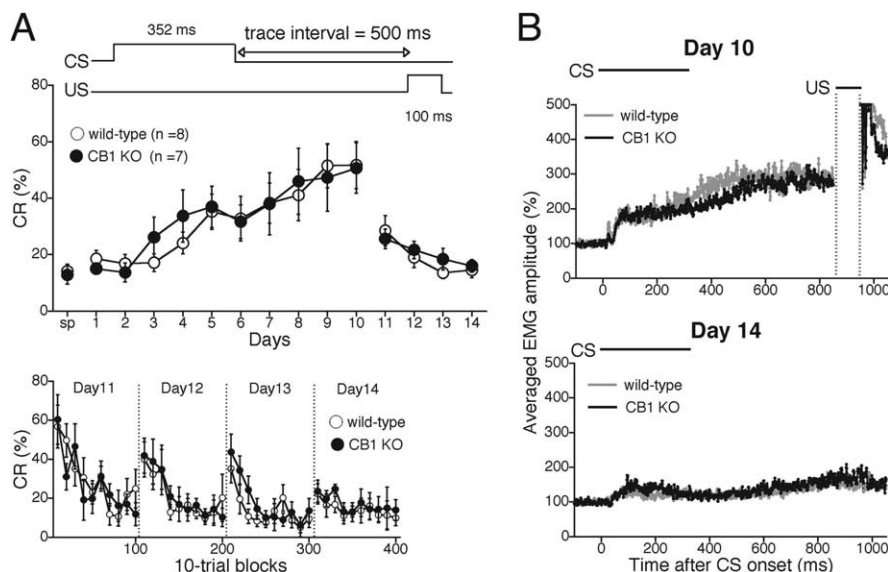 A
352 ms
trace interval = 500 ms
CS
US
100 ms
80
60
40
20
0
CR (%)
wild-type (n =8)
CB1 KO (n =7)
sp 1 2 3 4 5 6 7 8 9 10 11 12 13 14
Days
80
60
40
20
0
CR (%)
Day11 Day12 Day13 Day14
wild-type
CB1 KO
100 200 300 400
10-trial blocks
B
Day 10
CS
US
wild-type
CB1 KO
500
400
300
200
100
0 200 400 600 800 1000
Averaged EMG amplitude (%)
Day 14
CS
wild-type
CB1 KO
500
400
300
200
100
0 200 400 600 800 1000
Time after CS onset (ms)